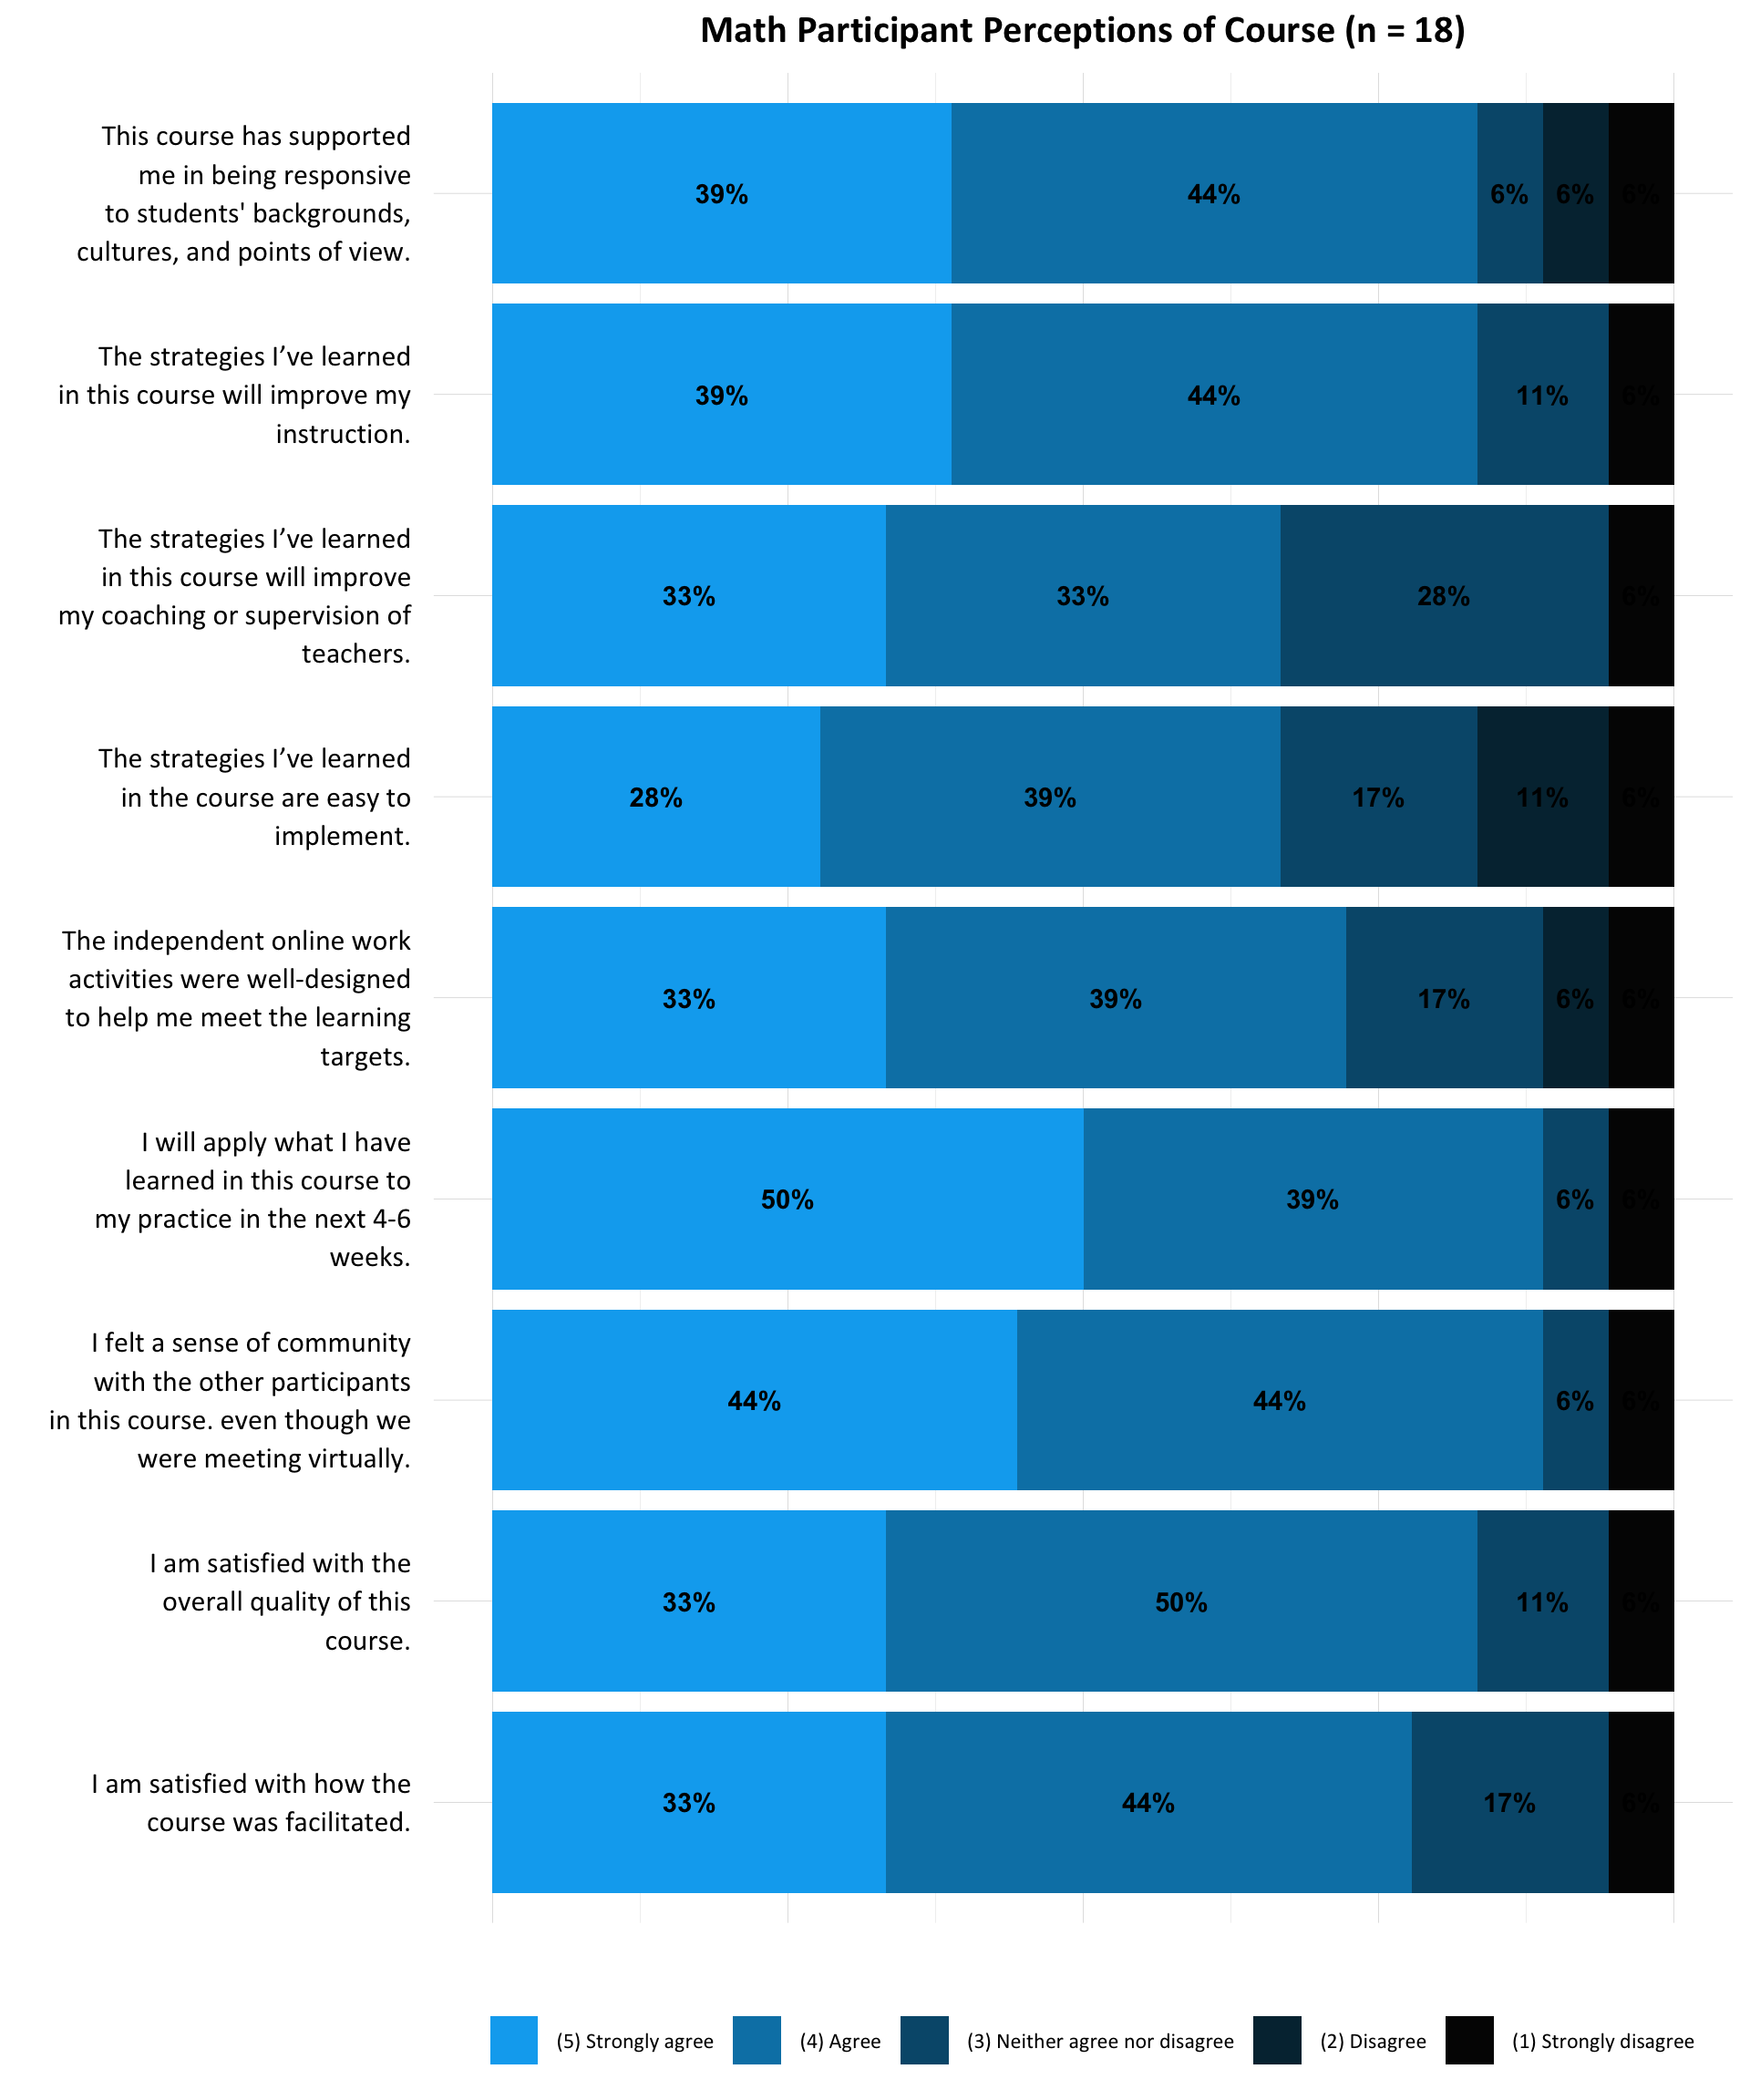 Math Participant Perceptions of Course (n = 18)
This course has supported
me in being responsive
to students' backgrounds,
cultures, and points of view.
39% 44% 6% 6% 6%
The strategies I’ve learned
in this course will improve my
instruction.
39% 44% 11% 6%
The strategies I’ve learned
in this course will improve
my coaching or supervision of
teachers.
33% 33% 28% 6%
The strategies I’ve learned
in the course are easy to
implement.
28% 39% 17% 11% 6%
The independent online work
activities were well-designed
to help me meet the learning
targets.
33% 39% 17% 6% 6%
I will apply what I have
learned in this course to
my practice in the next 4-6
weeks.
50% 39% 6% 6%
I felt a sense of community
with the other participants
in this course. even though we
were meeting virtually.
44% 44% 6% 6%
I am satisfied with the
overall quality of this
course.
33% 50% 11% 6%
I am satisfied with how the
course was facilitated.
33% 44% 17% 6%
(5) Strongly agree (4) Agree (3) Neither agree nor disagree (2) Disagree (1) Strongly disagree